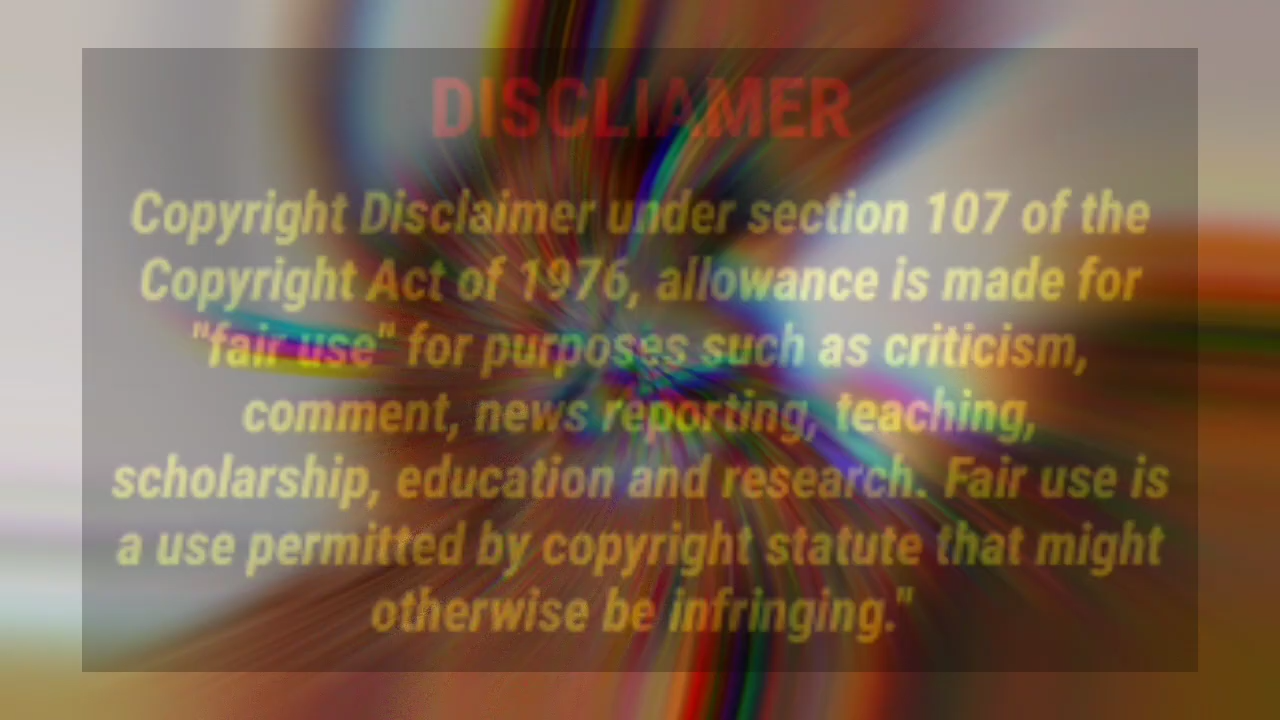 DISCLIAMER
Copyright Disclaimer under section 107 of the
Copyright Act of 1976, allowance is made for
"fair use" for purposes such as criticism,
comment, news reporting, teaching,
scholarship, education and research. Fair use is
a use permitted by copyright statute that might
otherwise be infringing."